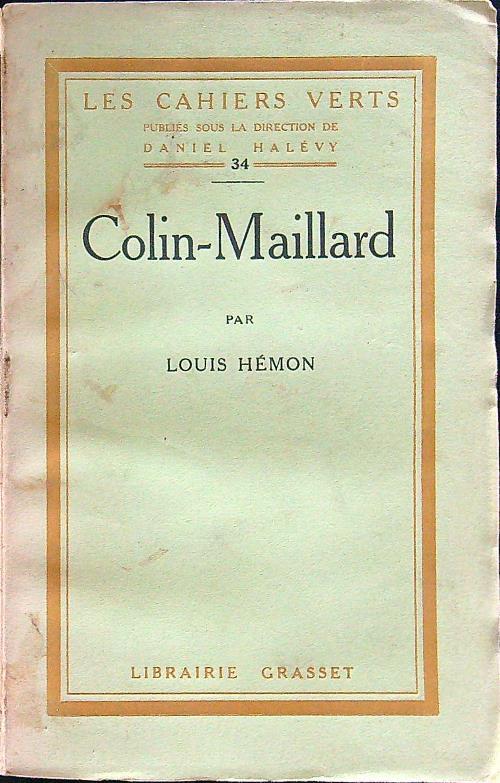 LES CAHIERS VERTS
PUBLIÉS SOUS LA DIRECTION DE
DANIEL HALÉVY
34
Colin-Maillard
PAR
LOUIS HÉMON
LIBRAIRIE GRASSET